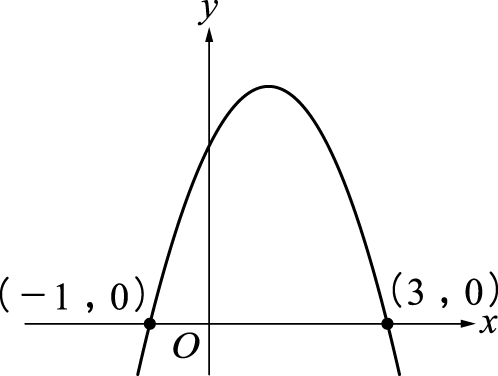 y
(−1 , 0)
(3 , 0)
O
x